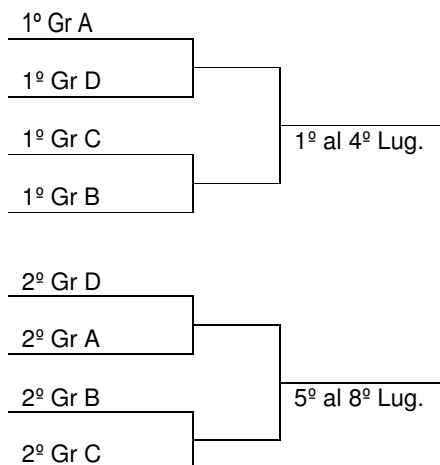 1º Gr A
1º Gr D
1º Gr C
1º al 4º Lug.
1º Gr B
2º Gr D
2º Gr A
2º Gr B
5º al 8º Lug.
2º Gr C